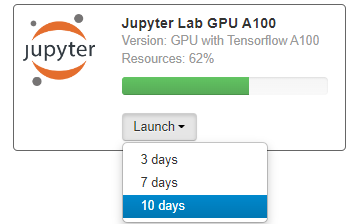 jupyter
Jupyter Lab GPU A100
Version: GPU with Tensorflow A100
Resources: 62%
Launch
3 days
7 days
10 days